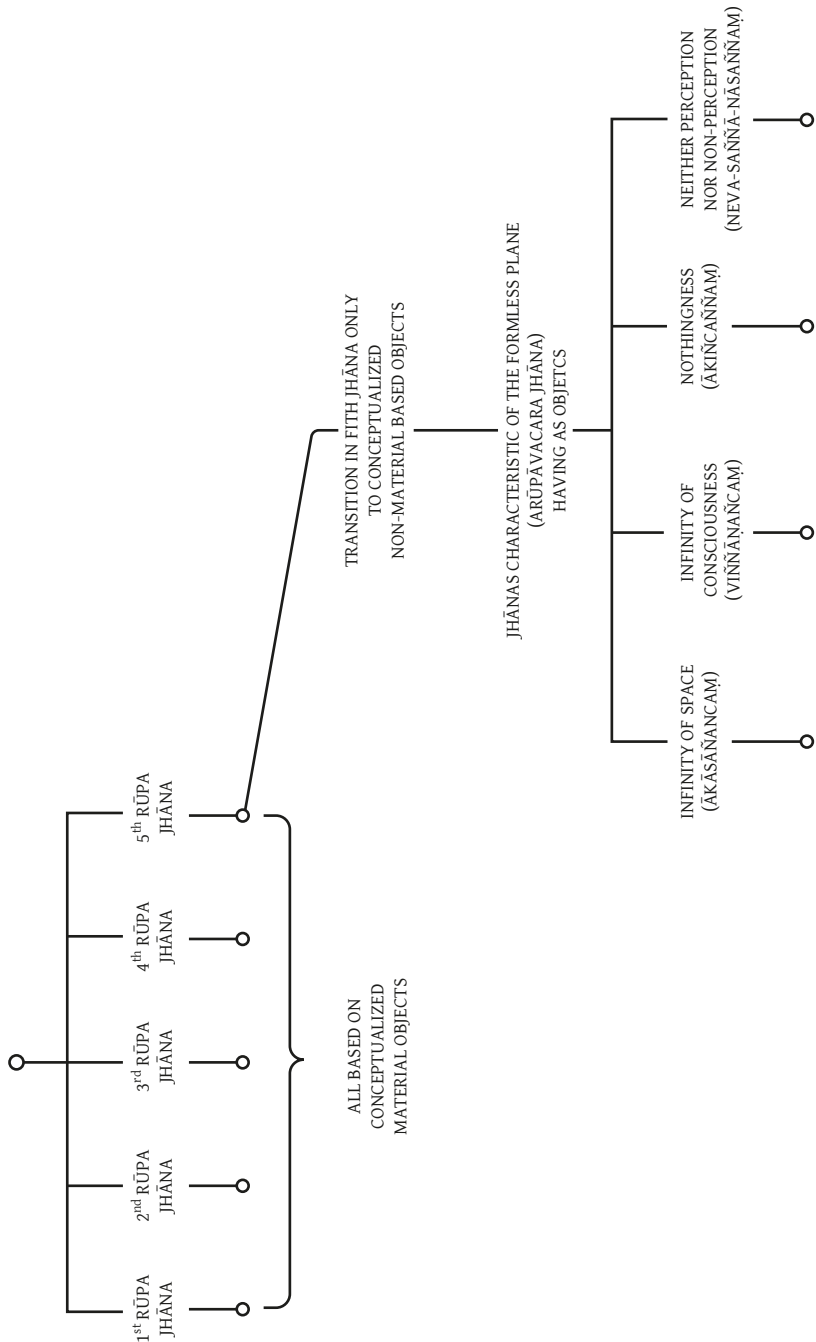 1st RŪPA
JHĀNA
2nd RŪPA
JHĀNA
3rd RŪPA
JHĀNA
4th RŪPA
JHĀNA
5th RŪPA
JHĀNA
ALL BASED ON
CONCEPTUALIZED
MATERIAL OBJECTS
TRANSITION IN FITH JHĀNA ONLY
TO CONCEPTUALIZED
NON-MATERIAL BASED OBJECTS
JHĀNAS CHARACTERISTIC OF THE FORMLESS PLANE
(ARŪPĀVACARA JHĀNA)
HAVING AS OBJETCS
INFINITY OF SPACE
(ĀKĀSĀÑANCAṂ)
INFINITY OF
CONSCIOUSNESS
(VIÑÑĀṆAÑCAṂ)
NOTHINGNESS
(ĀKIÑCAÑÑAṂ)
NEITHER PERCEPTION
NOR NON-PERCEPTION
(NEVA-SAÑÑĀ-NĀSAÑÑAṂ)